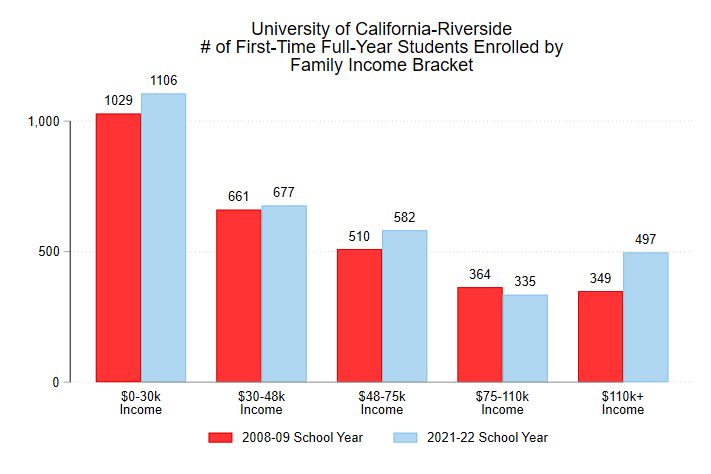 University of California-Riverside
# of First-Time Full-Year Students Enrolled by
Family Income Bracket
1029
1106
661
677
510
582
364
335
349
497
1,000
500
0
$0-30k
Income
$30-48k
Income
$48-75k
Income
$75-110k
Income
$110k+
Income
2008-09 School Year
2021-22 School Year